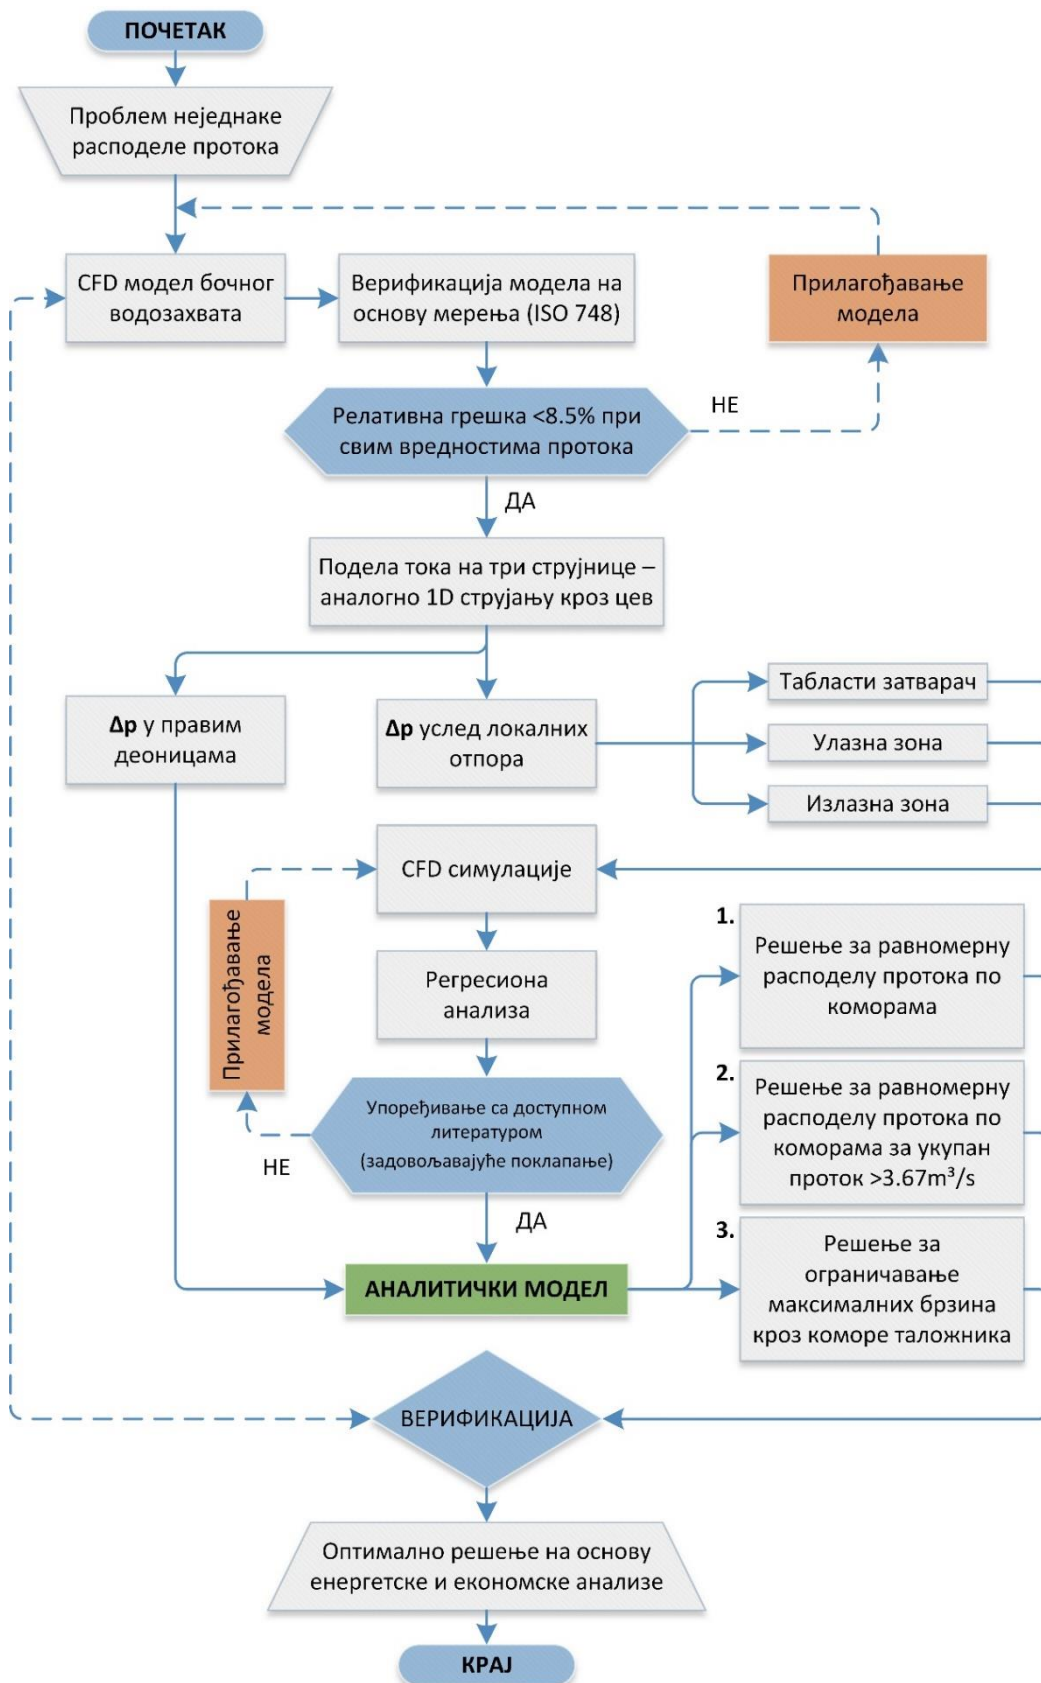 ПОЧЕТАК
Проблем неједнаке
расподеле протока
CFD модел бочног
водозахвата
Верификација модела на
основу мерења (ISO 748)
Прилагођавање
модела
Релативна грешка <8.5% при
свим вредностима протока
НЕ
ДА
Подела тока на три струјнице –
аналогно 1D струјању кроз цев
Δp у правим
деоницама
Δp услед локалних
отпора
Табласти затварач
Улазна зона
Излазна зона
CFD симулације
Прилагођавање
модела
Регресиона
анализа
Упоређивање са доступном
литературом
(задовољавајуће поклапање)
НЕ
ДА
АНАЛИТИЧКИ МОДЕЛ
1.
Решење за равномерну
расподелу протока по
коморама
2.
Решење за равномерну
расподелу протока по
коморама за укупан
проток >3.67m³/s
3.
Решење за
ограничавање
максималних брзина
кроз коморе таложника
ВЕРИФИКАЦИЈА
Оптимално решење на основу
енергетске и економске анализе
КРАЈ